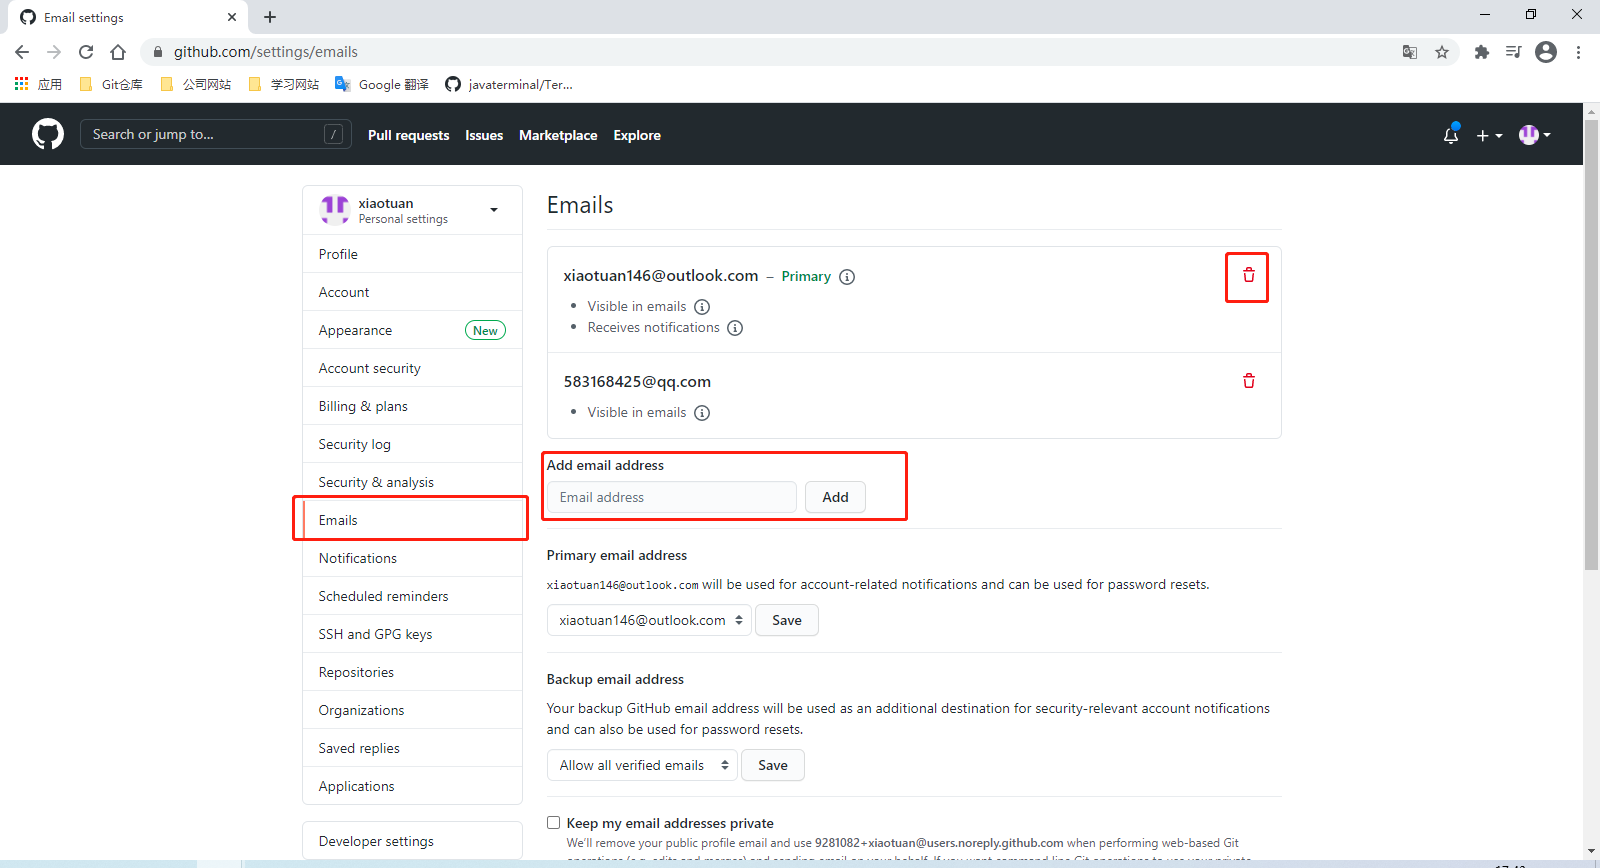 Email settings
github.com/settings/emails
应用
Git仓库
公司网站
学习网站
Google 翻译
javaterminal/Ter...
Search or jump to...
/
Pull requests
Issues
Marketplace
Explore
xiaotuan
Personal settings
Profile
Account
Appearance
New
Account security
Billing & plans
Security log
Security & analysis
Emails
Notifications
Scheduled reminders
SSH and GPG keys
Repositories
Organizations
Saved replies
Applications
Developer settings
Emails
xiaotuan146@outlook.com – Primary
Visible in emails
Receives notifications
583168425@qq.com
Visible in emails
Add email address
Email address
Add
Primary email address
xiaotuan146@outlook.com will be used for account-related notifications and can be used for password resets.
xiaotuan146@outlook.com
Save
Backup email address
Your backup GitHub email address will be used as an additional destination for security-relevant account notifications
and can also be used for password resets.
Allow all verified emails
Save
Keep my email addresses private
We'll remove your public profile email and use 9281082+xiaotuan@users.noreply.github.com when performing web-based Git